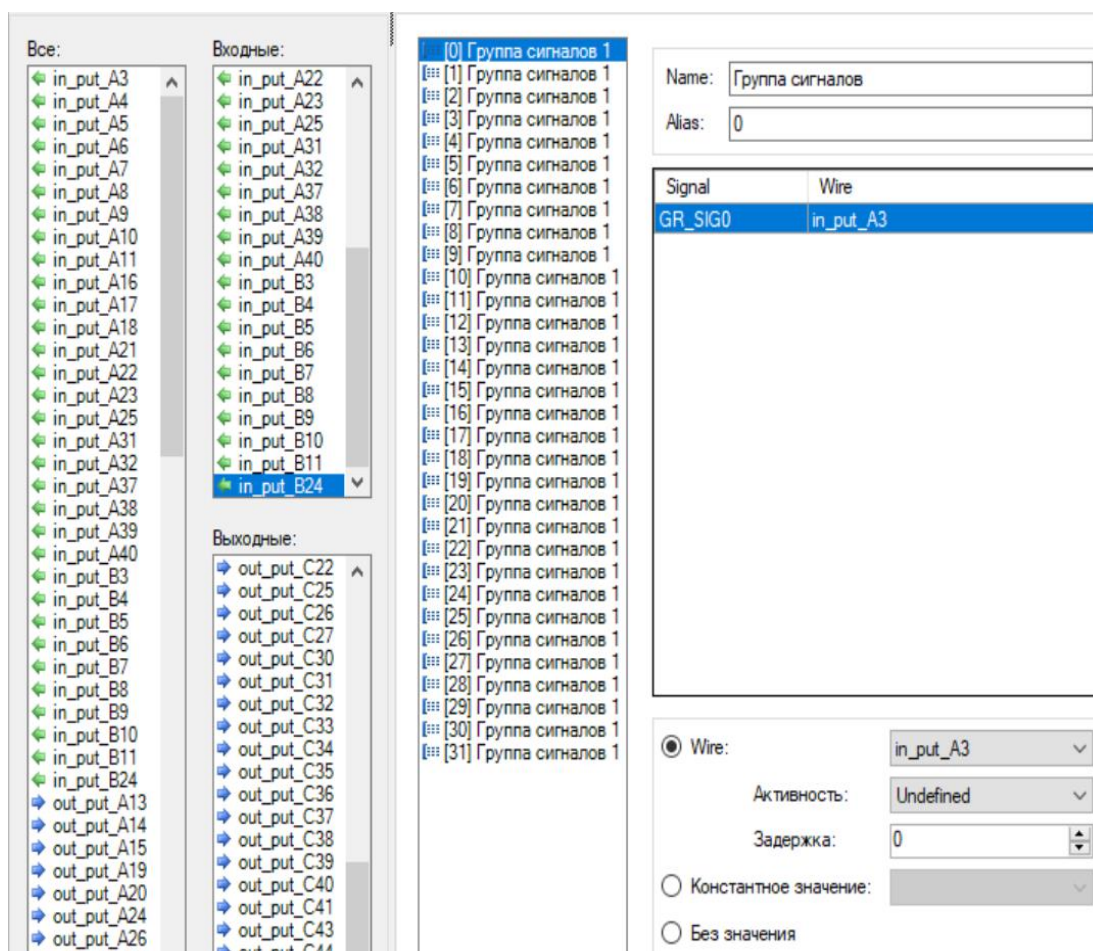 Все:
in_put_A3
in_put_A4
in_put_A5
in_put_A6
in_put_A7
in_put_A8
in_put_A9
in_put_A10
in_put_A11
in_put_A16
in_put_A17
in_put_A18
in_put_A21
in_put_A22
in_put_A23
in_put_A25
in_put_A31
in_put_A32
in_put_A37
in_put_A38
in_put_A39
in_put_A40
in_put_B3
in_put_B4
in_put_B5
in_put_B6
in_put_B7
in_put_B8
in_put_B9
in_put_B10
in_put_B11
in_put_B24
out_put_A13
out_put_A14
out_put_A15
out_put_A19
out_put_A20
out_put_A24
out_put_A26
Входные:
in_put_A22
in_put_A23
in_put_A25
in_put_A31
in_put_A32
in_put_A37
in_put_A38
in_put_A39
in_put_A40
in_put_B3
in_put_B4
in_put_B5
in_put_B6
in_put_B7
in_put_B8
in_put_B9
in_put_B10
in_put_B11
in_put_B24
Выходные:
out_put_C22
out_put_C25
out_put_C26
out_put_C27
out_put_C30
out_put_C31
out_put_C32
out_put_C33
out_put_C34
out_put_C35
out_put_C36
out_put_C37
out_put_C38
out_put_C39
out_put_C40
out_put_C41
out_put_C43
out_put_C44
[0] Группа сигналов 1
[1] Группа сигналов 1
[2] Группа сигналов 1
[3] Группа сигналов 1
[4] Группа сигналов 1
[5] Группа сигналов 1
[6] Группа сигналов 1
[7] Группа сигналов 1
[8] Группа сигналов 1
[9] Группа сигналов 1
[10] Группа сигналов 1
[11] Группа сигналов 1
[12] Группа сигналов 1
[13] Группа сигналов 1
[14] Группа сигналов 1
[15] Группа сигналов 1
[16] Группа сигналов 1
[17] Группа сигналов 1
[18] Группа сигналов 1
[19] Группа сигналов 1
[20] Группа сигналов 1
[21] Группа сигналов 1
[22] Группа сигналов 1
[23] Группа сигналов 1
[24] Группа сигналов 1
[25] Группа сигналов 1
[26] Группа сигналов 1
[27] Группа сигналов 1
[28] Группа сигналов 1
[29] Группа сигналов 1
[30] Группа сигналов 1
[31] Группа сигналов 1
Name: Группа сигналов
Alias: 0
Signal Wire
GR_SIG0 in_put_A3
Wire: in_put_A3
Активность: Undefined
Задержка: 0
Константное значение:
Без значения